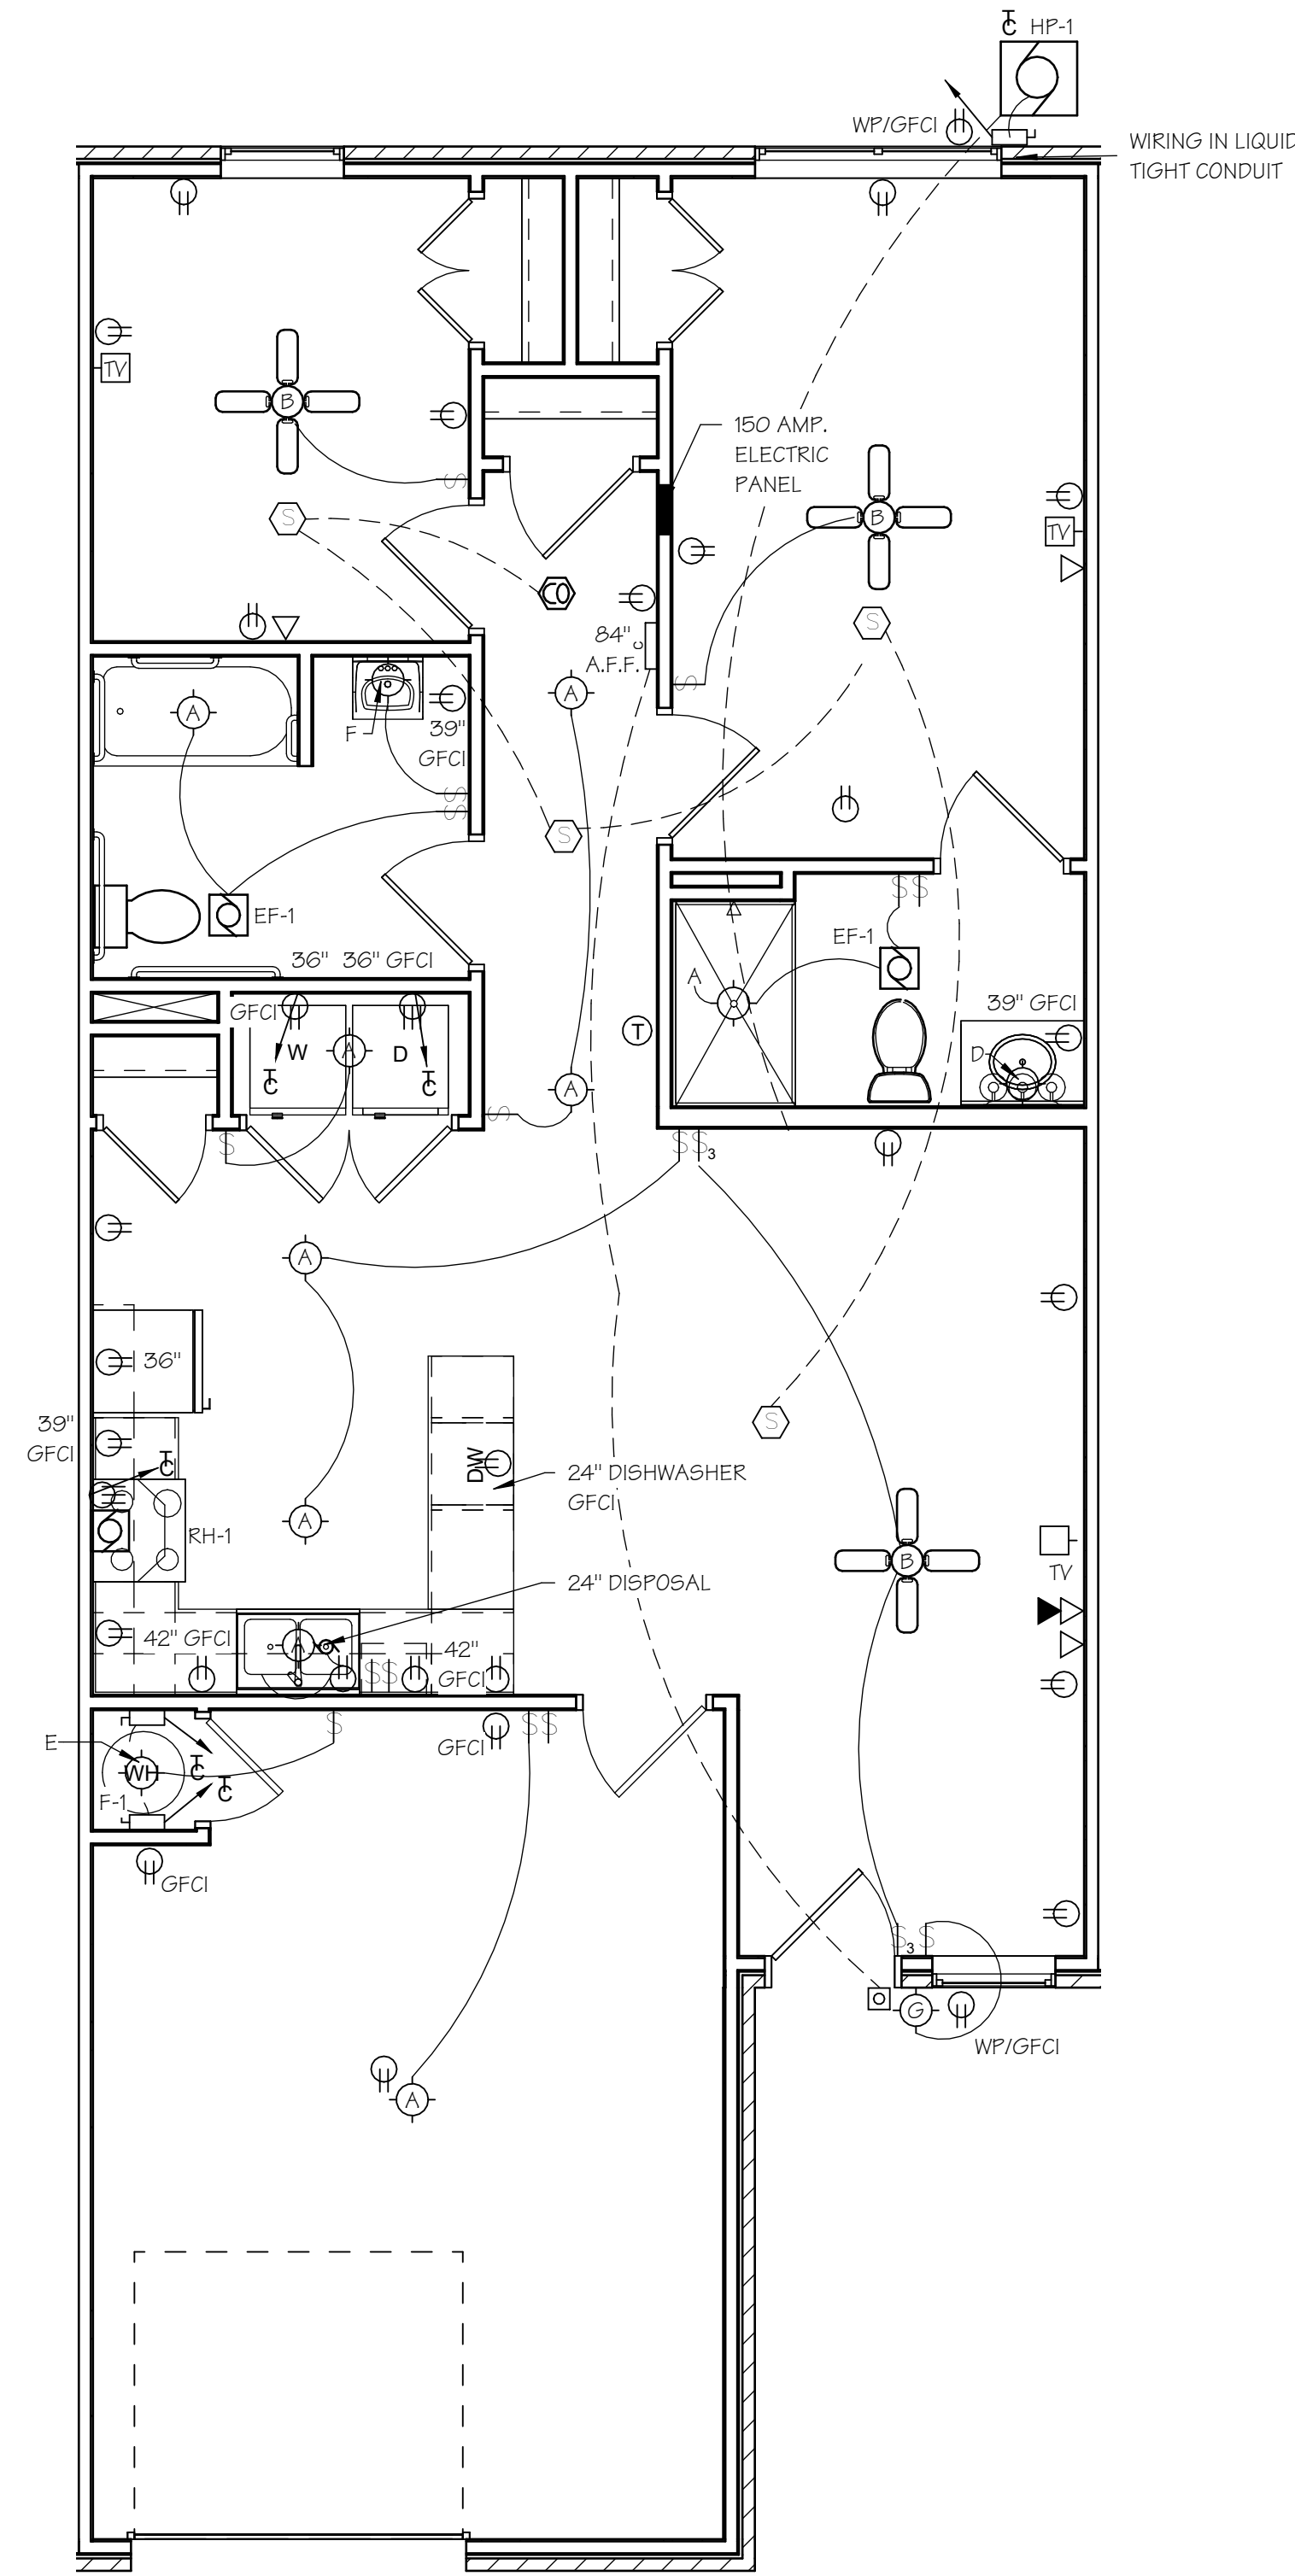 HP-1
WP/GFCI
WIRING IN LIQUID
TIGHT CONDUIT
TV
B
S
150 AMP.
ELECTRIC
PANEL
B
TV
S
S
CO
84"
A.F.F.
C
S
S
A
A
F
39"
GFCI
S
S
S
EF-1
36" 36" GFCI
GFCI
W
A
D
T
A
S
S
$$
EF-1
A
39" GFCI
D
$$3
A
36"
39"
GFCI
S
DW
24" DISHWASHER
GFCI
A
RH-1
B
TV
24" DISPOSAL
42" GFCI
A
$$
42"
GFCI
S
$$
GFCI
E
WH
F-1
GFCI
$3
S
G
WP/GFCI
A